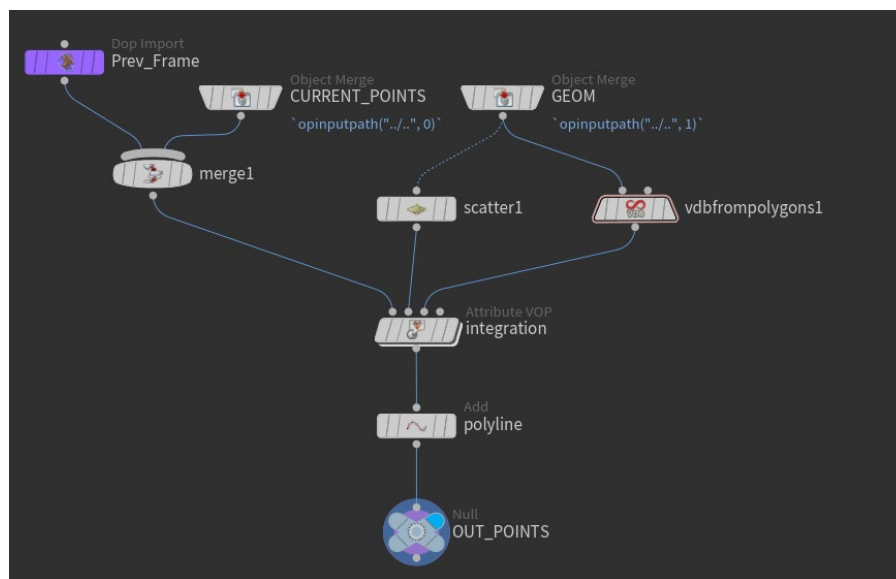 Dop Import
Prev_Frame
Object Merge
CURRENT_POINTS
`opinputpath("../..", 0)`
Object Merge
GEOM
`opinputpath("../..", 1)`
merge1
scatter1
vdbfrompolygons1
Attribute VOP
integration
Add
polyline
Null
OUT_POINTS